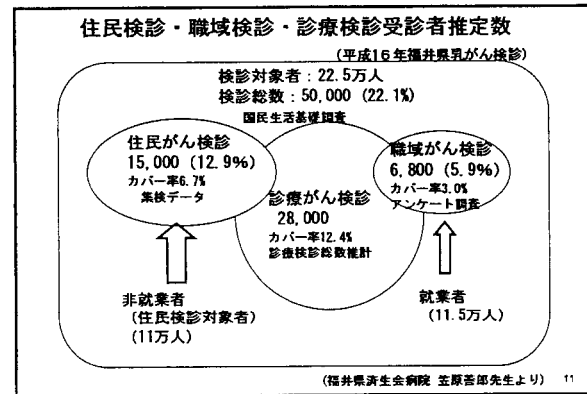 住民検診・職域検診・診療検診受診者推定数
(平成16年福井県乳がん検診)
検診対象者：22.5万人
検診総数：50,000 (22.1%)
国民生活基礎調査
住民がん検診
15,000 (12.9%)
カバー率6.7%
集検データ
職域がん検診
6,800 (5.9%)
カバー率3.0%
アンケート調査
診療がん検診
28,000
カバー率12.4%
診療検診総数推計
非就業者
(住民検診対象者)
(11万人)
就業者
(11.5万人)
(福井県済生会病院 笠原善郎先生より)
11